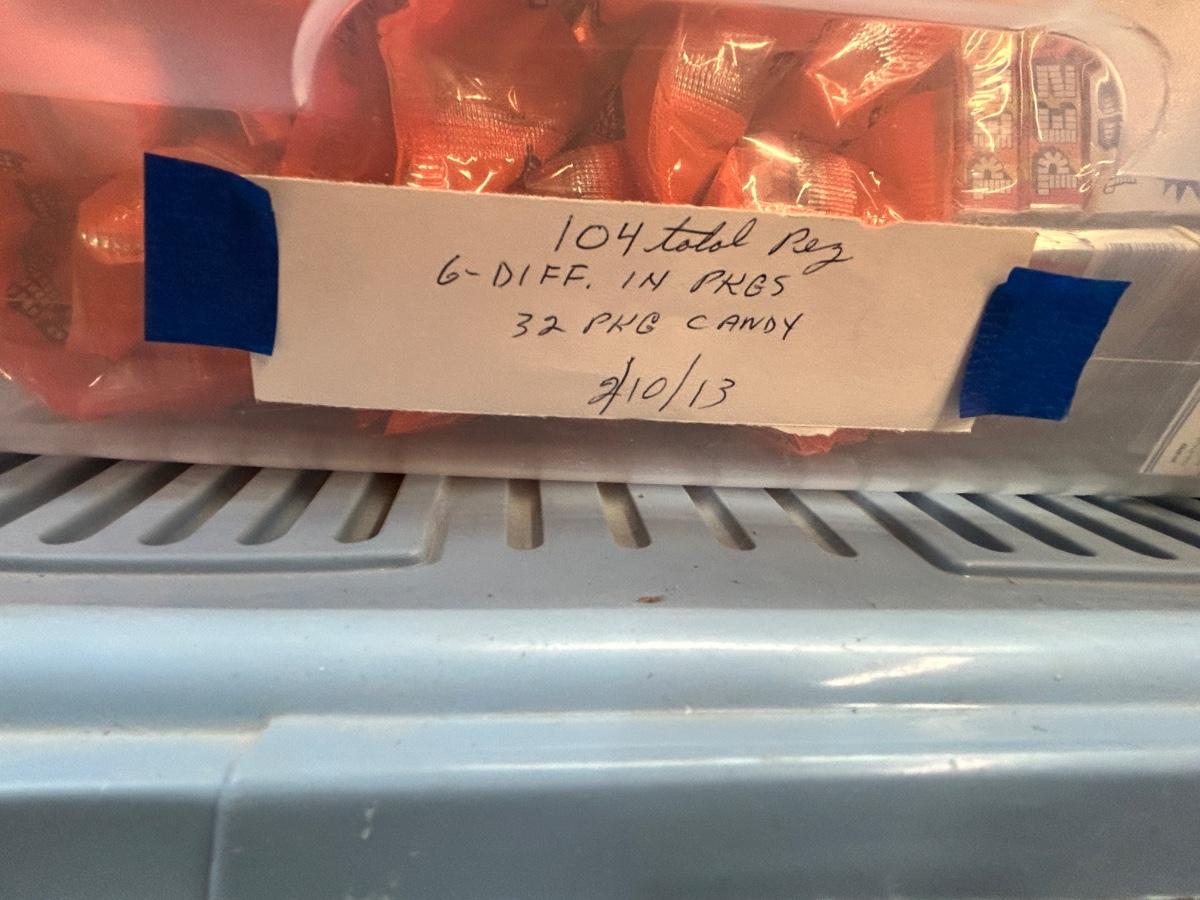 104 total Pez
6-DIFF. IN PKGS
32 PKG CANDY
2/10/13